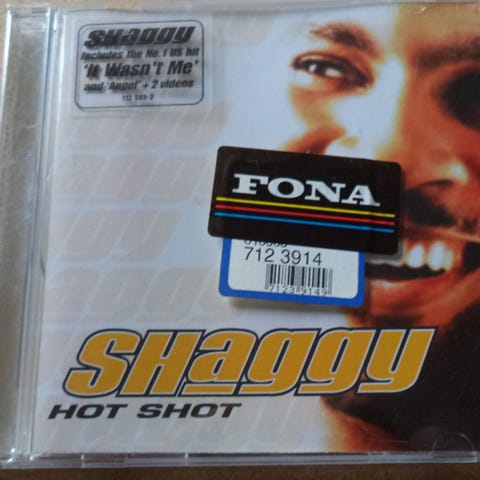 SHaggy
Includes the No.1 US hit
'It Wasn't Me'
and 'Angel' + 2 videos
FONA
712 3914
SHaggy
HOT SHOT